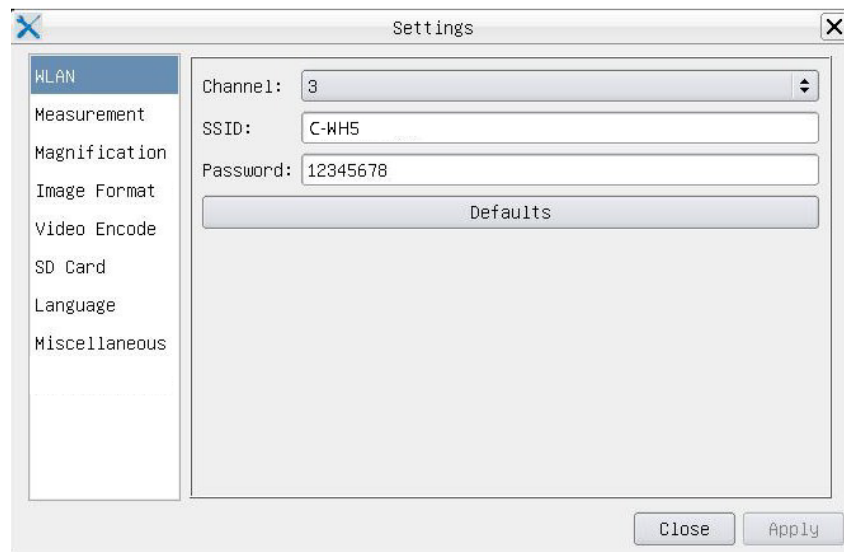 Settings
WLAN
Measurement
Magnification
Image Format
Video Encode
SD Card
Language
Miscellaneous
Channel: 3
SSID: C-WH5
Password: 12345678
Defaults
Close Apply